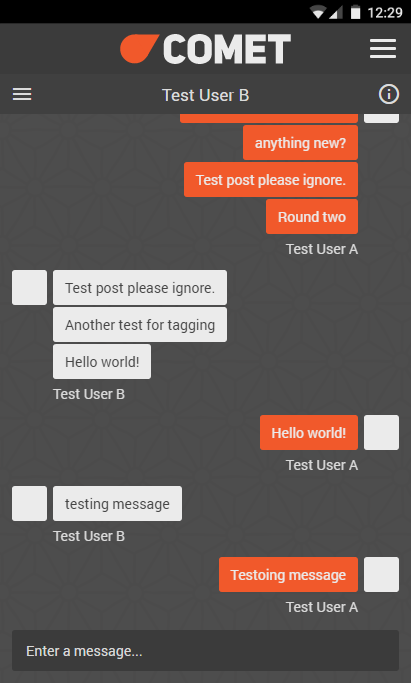 12:29
COMET
Test User B
anything new?
Test post please ignore.
Round two
Test User A
Test post please ignore.
Another test for tagging
Hello world!
Test User B
Hello world!
Test User A
testing message
Test User B
Testoing message
Test User A
Enter a message...